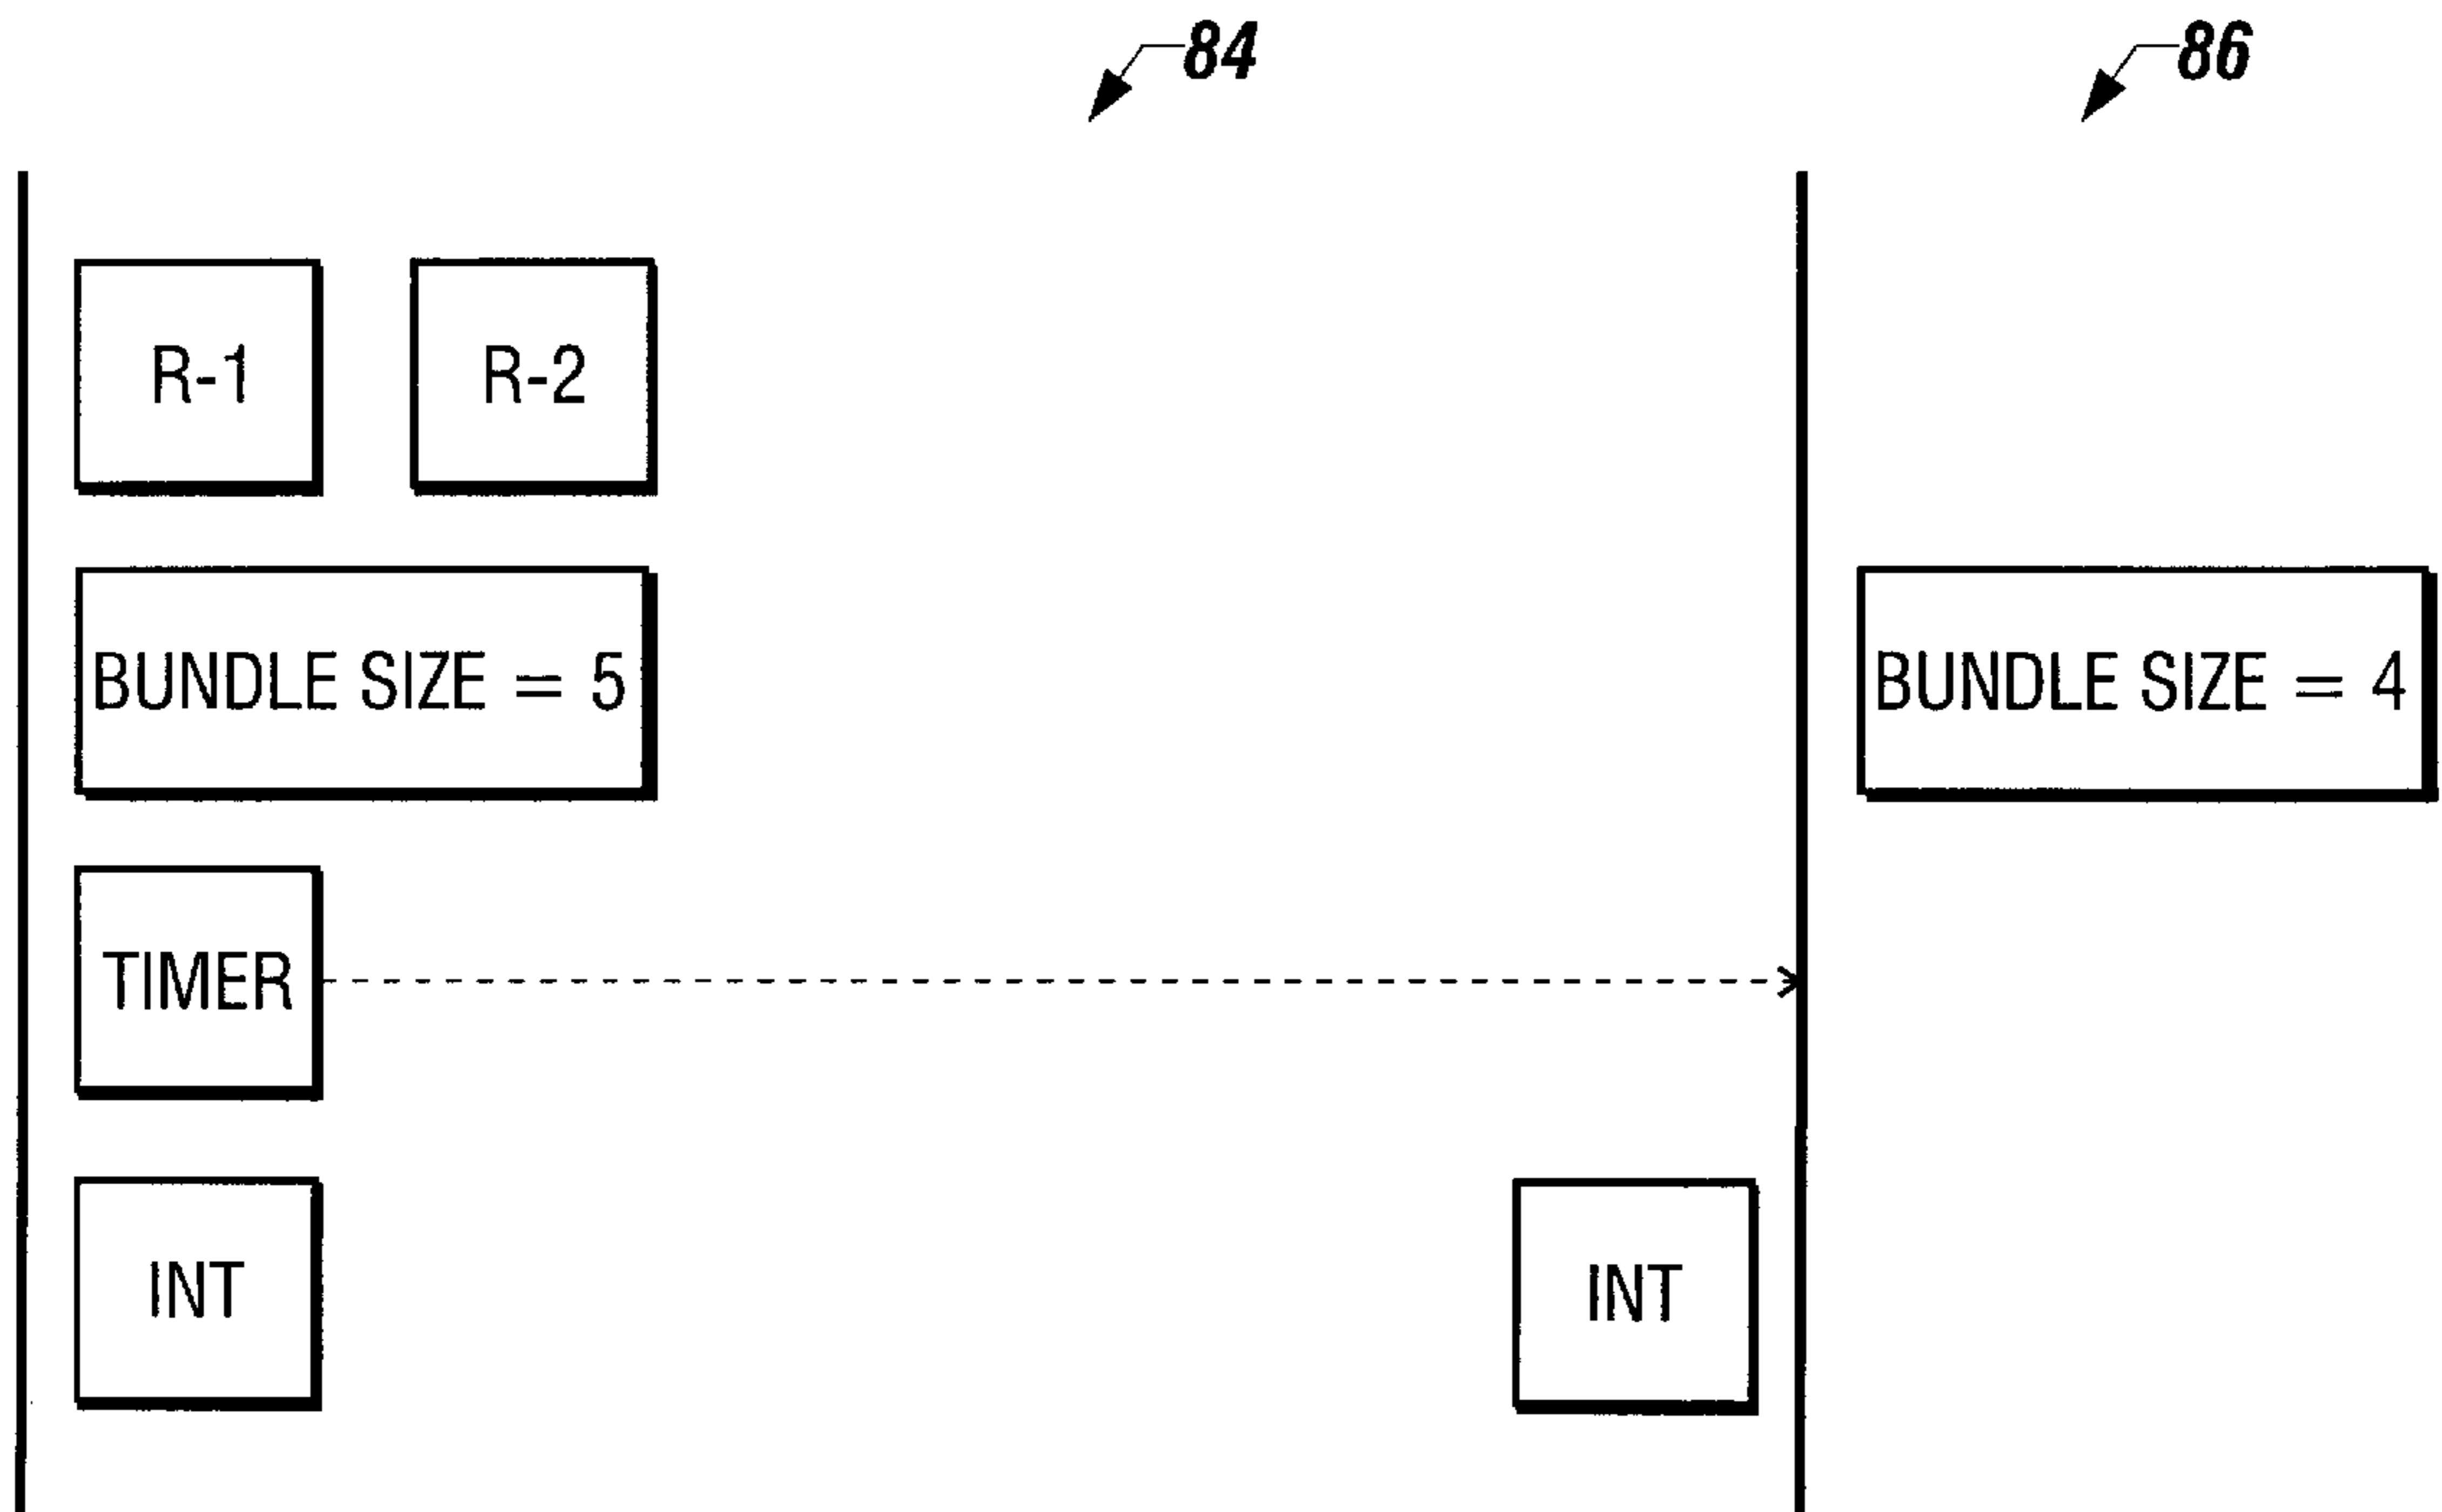 84
86
R-1
R-2
BUNDLE SIZE = 5
BUNDLE SIZE = 4
TIMER
INT
INT